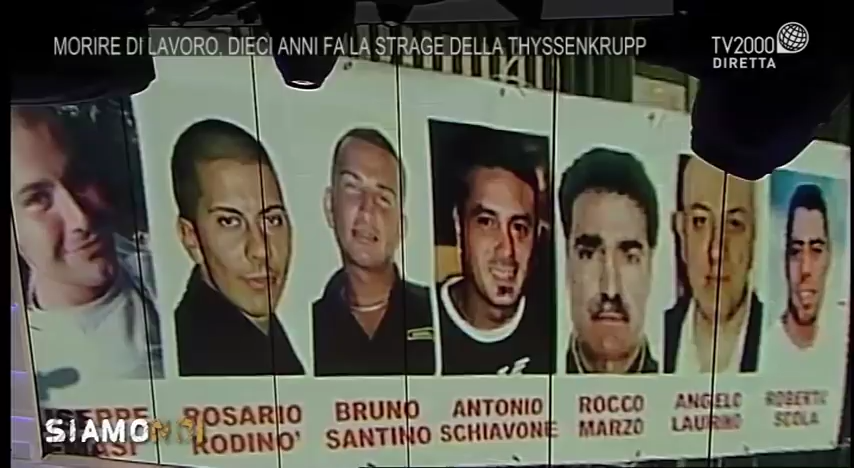 MORIRE DI LAVORO, DIECI ANNI FA LA STRAGE DELLA THYSSENKRUPP
TV2000
DIRETTA
ROSARIO
RODINO'
BRUNO
SANTINO
ANTONIO
SCHIAVONE
ROCCO
MARZO
ANGELO
LAURINO
ROBERTO
SCOLA
SIAMO